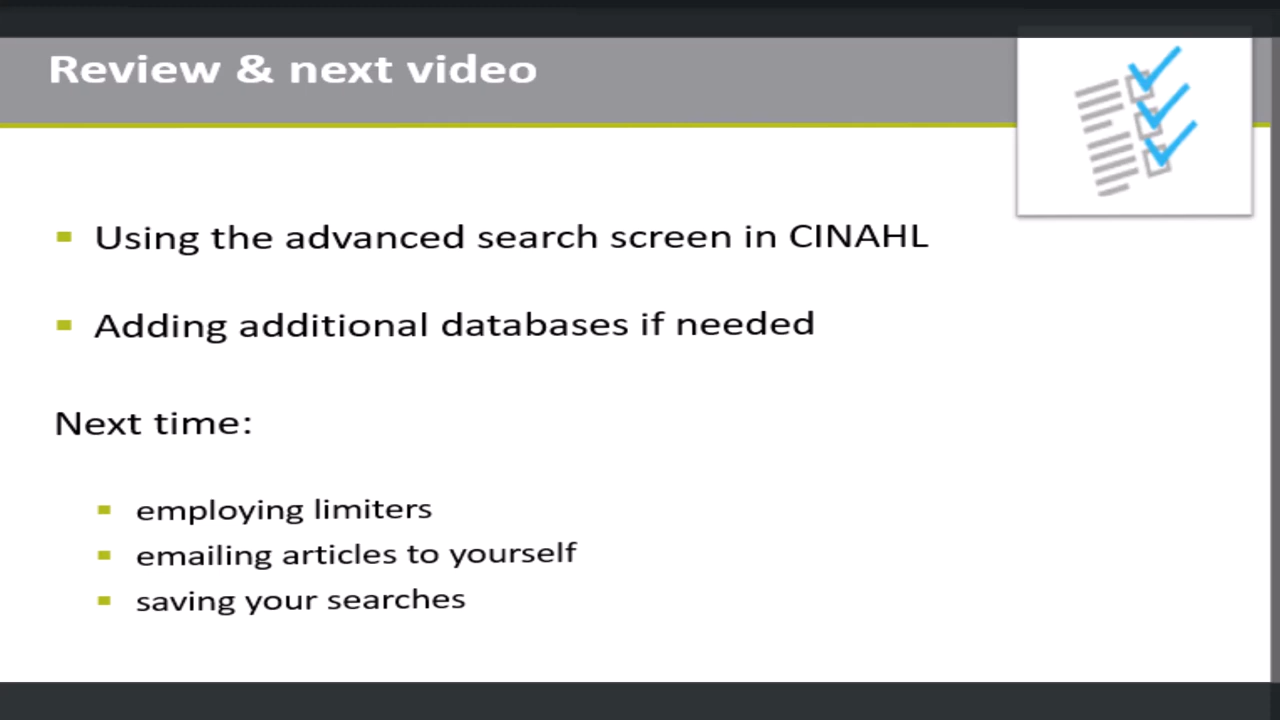 Review & next video
Using the advanced search screen in CINAHL
Adding additional databases if needed
Next time:
employing limiters
emailing articles to yourself
saving your searches